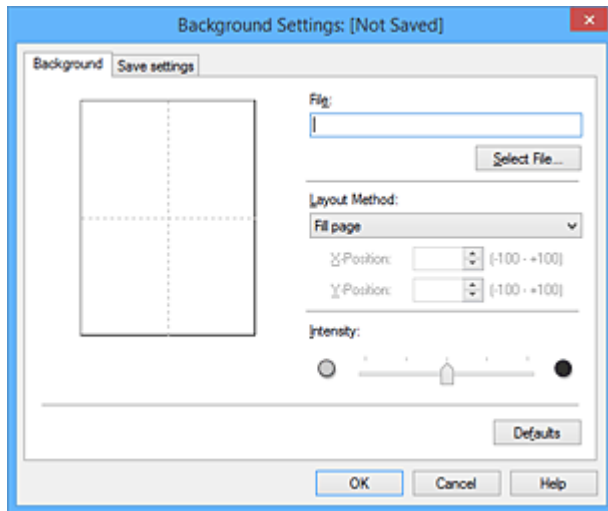 Background Settings: [Not Saved]
Background Save settings
File:
Select File...
Layout Method:
Fill page
X-Position: (-100 - +100)
Y-Position: (-100 - +100)
Intensity:
Defaults
OK Cancel Help